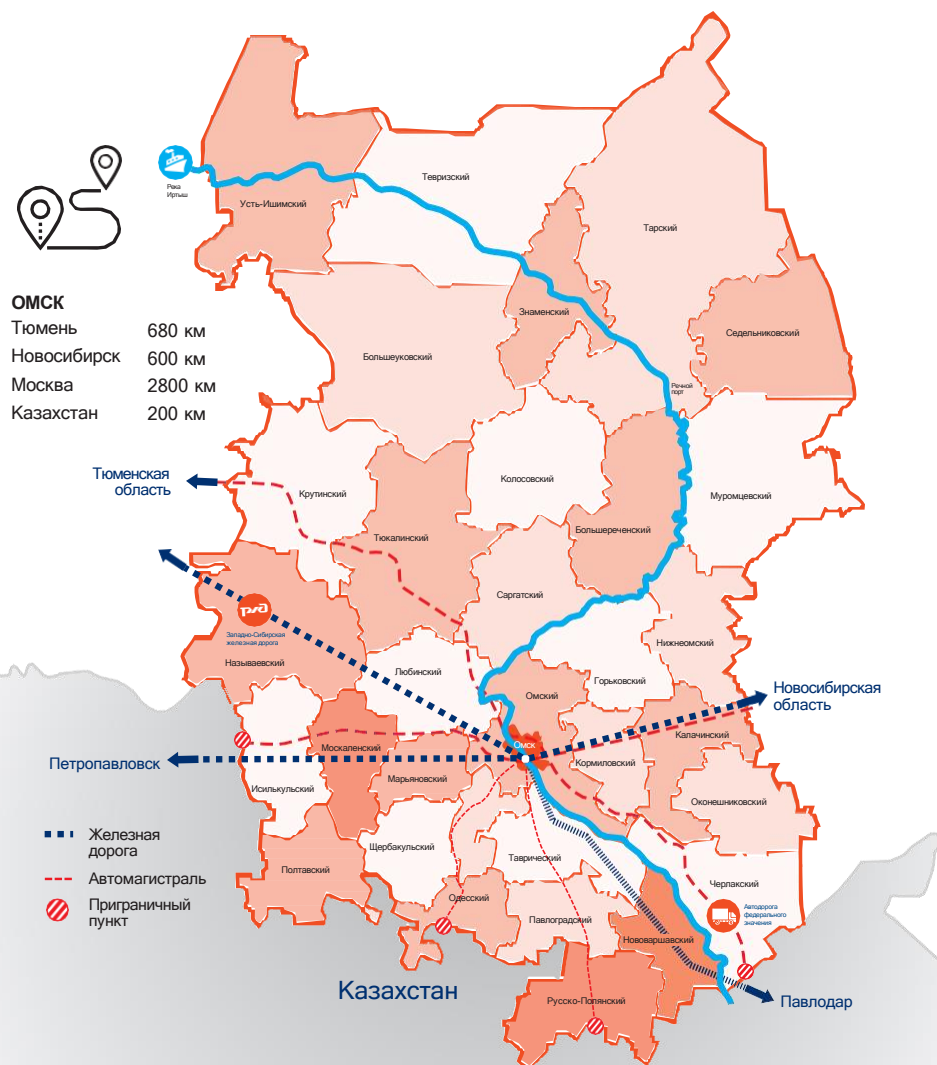 Река
Иртыш
Усть-Ишимский
Тевризский
Тарский
Знаменский
Седельниковский
Большеуковский
Речной
порт
ОМСК
Тюмень 680 км
Новосибирск 600 км
Москва 2800 км
Казахстан 200 км
Тюменская
область
Крутинский
Колосовский
Муромцевский
Тюкалинский
Большереченский
Саргатский
РЖД
Западно-Сибирская
железная дорога
Называевский
Любинский
Нижнеомский
Горьковский
Омский
Новосибирская
область
Калачинский
Омск
Москаленский
Кормиловский
Петропавловск
Марьяновский
Исилькульский
Оконешниковский
Железная
дорога
Щербакульский
Таврический
Полтавский
Автомагистраль
Черлакский
Одесский
Приграничный
пункт
Павлоградский
Автодорога
федерального
значения
Нововаршавский
Казахстан
Русско-Полянский
Павлодар